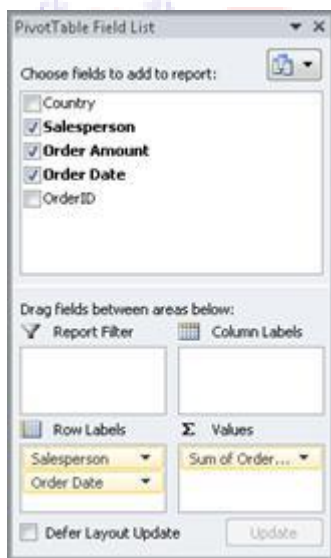 PivotTable Field List
Choose fields to add to report:
Country
Salesperson
Order Amount
Order Date
OrderID
Drag fields between areas below:
Report Filter
Column Labels
Row Labels
Σ Values
Salesperson
Sum of Order...
Order Date
Defer Layout Update
Update